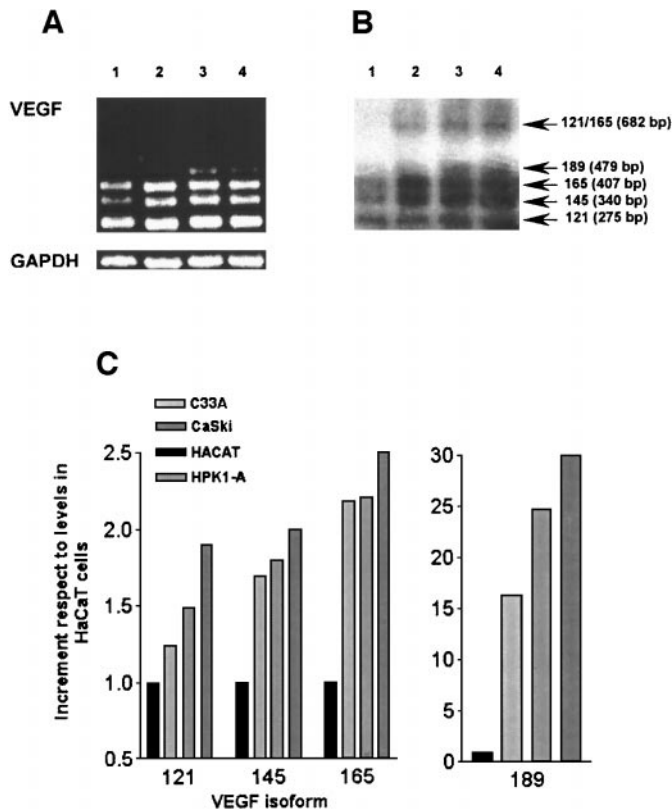 A
1 2 3 4
VEGF
GAPDH
B
1 2 3 4
121/165 (682 bp)
189 (479 bp)
165 (407 bp)
145 (340 bp)
121 (275 bp)
C
C33A
CaSki
HACAT
HPK1-A
Increment respect to levels in
HaCaT cells
2.5
2.0
1.5
1.0
0.5
121 145 165
VEGF isoform
30
25
20
15
10
5
0
189